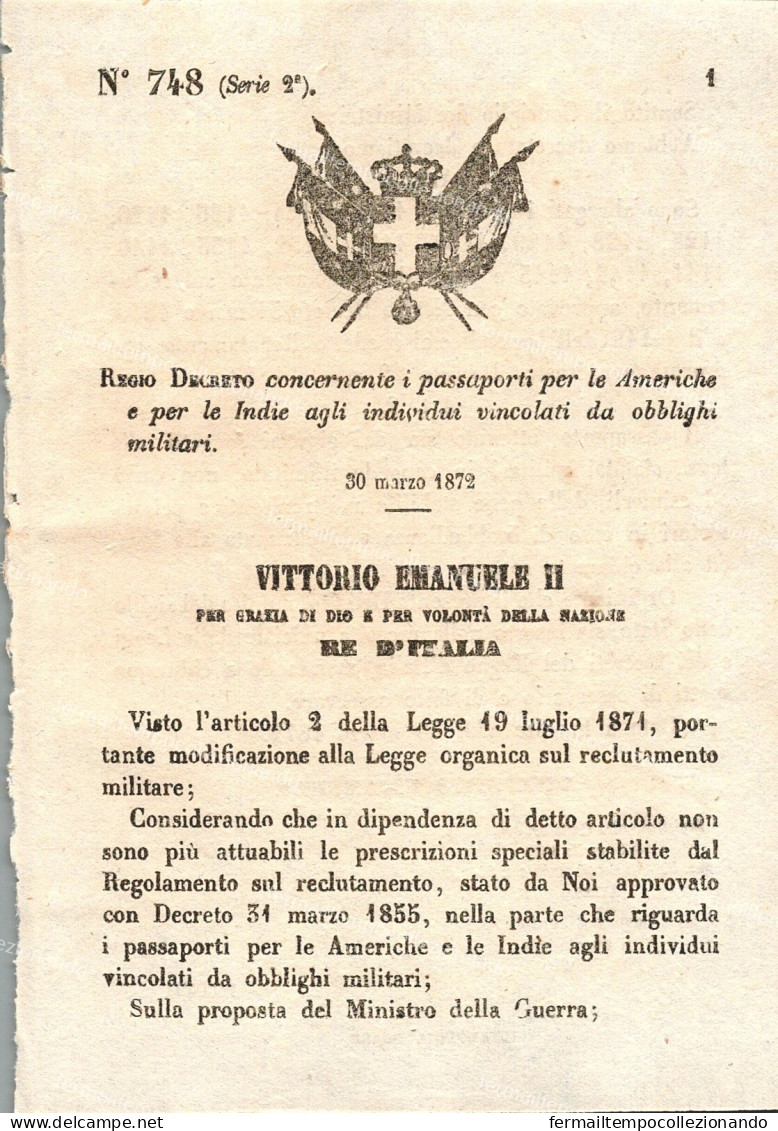 N° 748 (Serie 2ª).
1
REGIO DECRETO concernente i passaporti per le Americhe
e per le Indie agli individui vincolati da obblighi
militari.
30 marzo 1872
VITTORIO EMANUELE II
PER GRAZIA DI DIO E PER VOLONTÀ DELLA NAZIONE
RE D'ITALIA
Visto l'articolo 2 della Legge 19 luglio 1871, por-
tante modificazione alla Legge organica sul reclutamento
militare;
Considerando che in dipendenza di detto articolo non
sono più attuabili le prescrizioni speciali stabilite dal
Regolamento sul reclutamento, stato da Noi approvato
con Decreto 31 marzo 1855, nella parte che riguarda
i passaporti per le Americhe e le Indie agli individui
vincolati da obblighi militari;
Sulla proposta del Ministro della Guerra;
fermailtempocollezionando.com